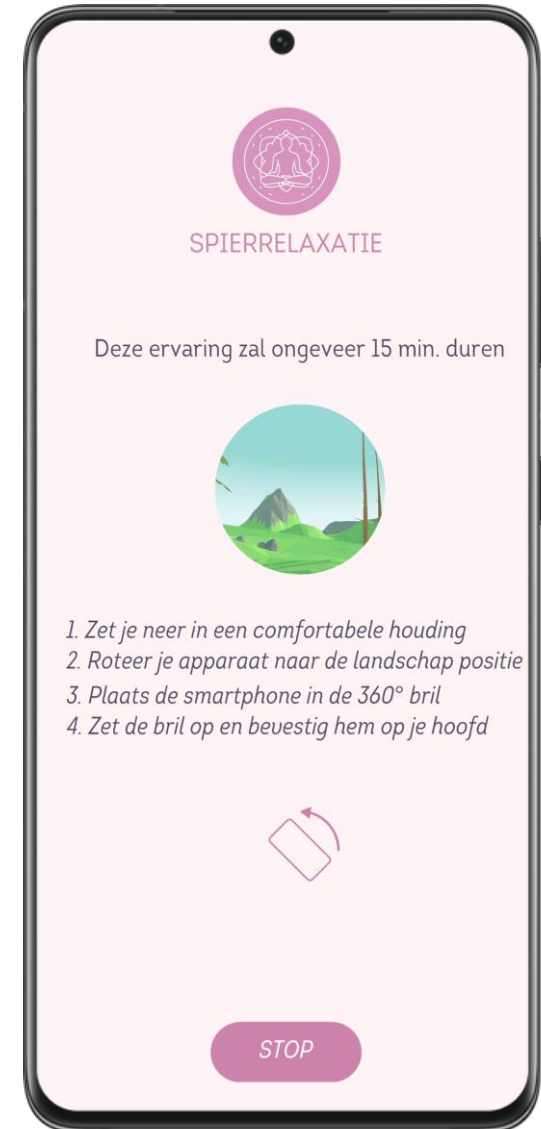 SPIERRELAXATIE
Deze ervaring zal ongeveer 15 min. duren
1. Zet je neer in een comfortabele houding
2. Roteer je apparaat naar de landschap positie
3. Plaats de smartphone in de 360° bril
4. Zet de bril op en bevestig hem op je hoofd
STOP